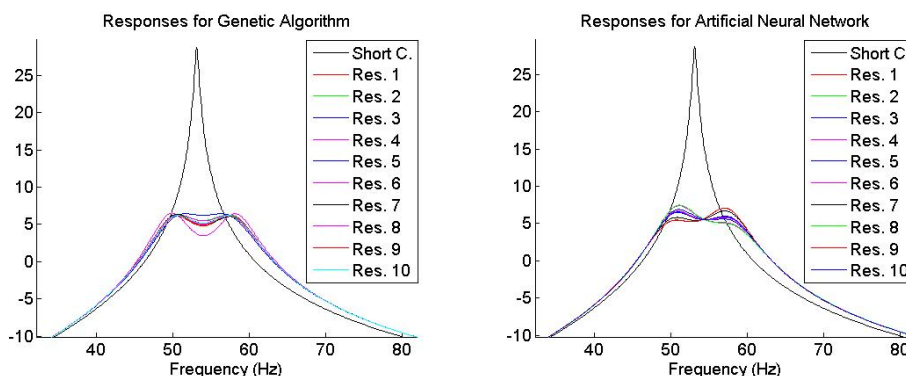 Responses for Genetic Algorithm
25
20
15
10
5
0
-5
-10
40
50
60
70
80
Frequency (Hz)
Short C.
Res. 1
Res. 2
Res. 3
Res. 4
Res. 5
Res. 6
Res. 7
Res. 8
Res. 9
Res. 10
Responses for Artificial Neural Network
25
20
15
10
5
0
-5
-10
40
50
60
70
80
Frequency (Hz)
Short C.
Res. 1
Res. 2
Res. 3
Res. 4
Res. 5
Res. 6
Res. 7
Res. 8
Res. 9
Res. 10